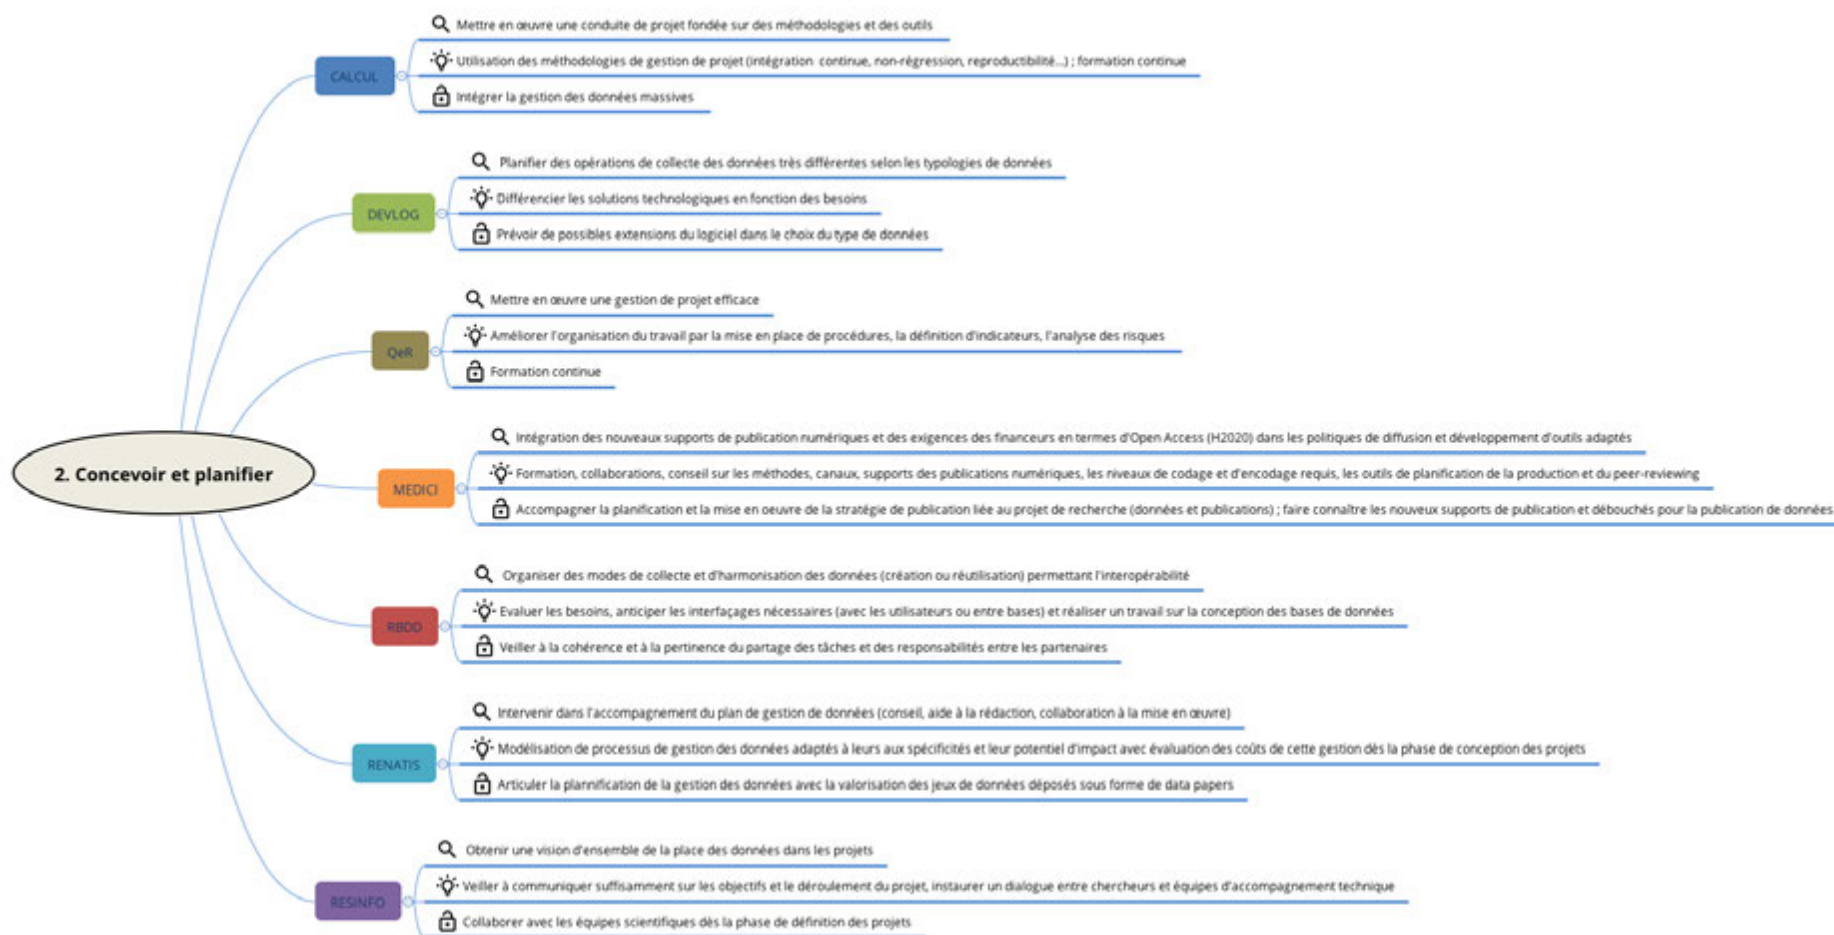 Mettre en œuvre une conduite de projet fondée sur des méthodologies et des outils
CALCUL
Utilisation des méthodologies de gestion de projet (intégration continue, non-régression, reproductibilité...) ; formation continue
Intégrer la gestion des données massives
Planifier des opérations de collecte des données très différentes selon les typologies de données
DEVLOG
Différencier les solutions technologiques en fonction des besoins
Prévoir de possibles extensions du logiciel dans le choix du type de données
Mettre en œuvre une gestion de projet efficace
QeR
Améliorer l'organisation du travail par la mise en place de procédures, la définition d'indicateurs, l'analyse des risques
Formation continue
2. Concevoir et planifier
Intégration des nouveaux supports de publication numériques et des exigences des financeurs en termes d'Open Access (H2020) dans les politiques de diffusion et développement d'outils adaptés
MEDICI
Formation, collaborations, conseil sur les méthodes, canaux, supports des publications numériques, les niveaux de codage et d'encodage requis, les outils de planification de la production et du peer-reviewing
Accompagner la planification et la mise en oeuvre de la stratégie de publication liée au projet de recherche (données et publications) ; faire connaître les nouveux supports de publication et débouchés pour la publication de données
Organiser des modes de collecte et d'harmonisation des données (création ou réutilisation) permettant l'interopérabilité
RBDD
Evaluer les besoins, anticiper les interfaçages nécessaires (avec les utilisateurs ou entre bases) et réaliser un travail sur la conception des bases de données
Veiller à la cohérence et à la pertinence du partage des tâches et des responsabilités entre les partenaires
Intervenir dans l'accompagnement du plan de gestion de données (conseil, aide à la rédaction, collaboration à la mise en œuvre)
RENATIS
Modélisation de processus de gestion des données adaptés à leurs aux spécificités et leur potentiel d'impact avec évaluation des coûts de cette gestion dès la phase de conception des projets
Articuler la plannification de la gestion des données avec la valorisation des jeux de données déposés sous forme de data papers
Obtenir une vision d'ensemble de la place des données dans les projets
RESINFO
Veiller à communiquer suffisamment sur les objectifs et le déroulement du projet, instaurer un dialogue entre chercheurs et équipes d'accompagnement technique
Collaborer avec les équipes scientifiques dès la phase de définition des projets